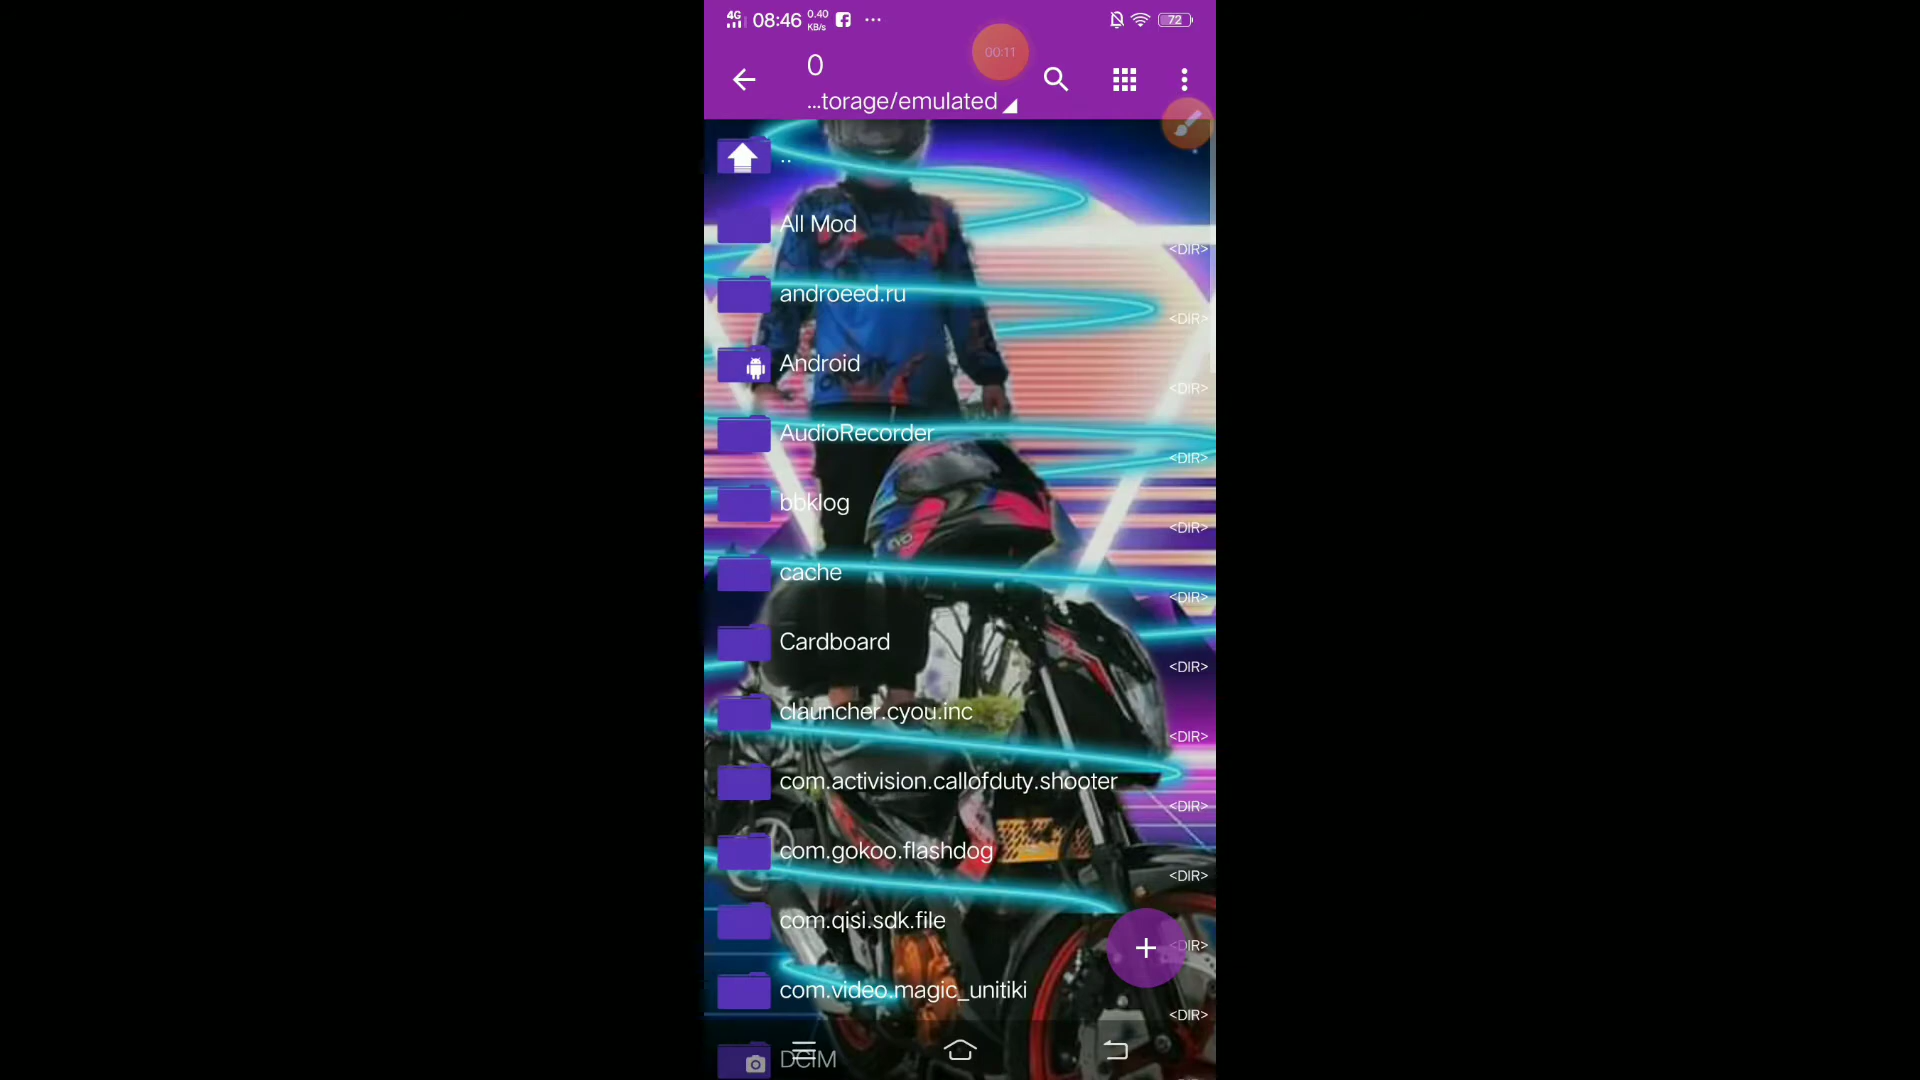 4G 08:46 0.40 KB/s 72
0
00:11
...torage/emulated
..
All Mod
<DIR>
androeed.ru
<DIR>
Android
<DIR>
AudioRecorder
<DIR>
bbklog
<DIR>
cache
<DIR>
Cardboard
<DIR>
clauncher.cyou.inc
<DIR>
com.activision.callofduty.shooter
<DIR>
com.gokoo.flashdog
<DIR>
com.qisi.sdk.file
<DIR>
com.video.magic_unitiki
<DIR>
DCIM